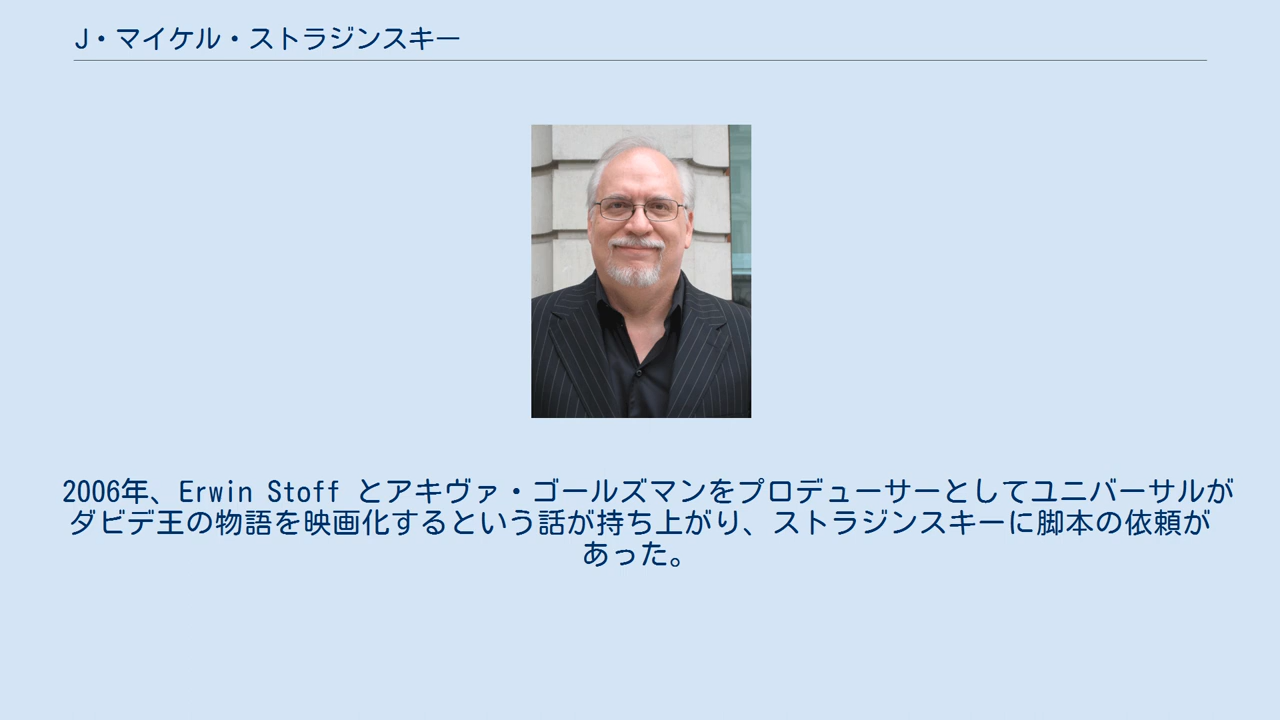 J・マイケル・ストラジンスキー
2006年、Erwin Stoff とアキヴァ・ゴールズマンをプロデューサーとしてユニバーサルが
ダビデ王の物語を映画化するという話が持ち上がり、ストラジンスキーに脚本の依頼が
あった。